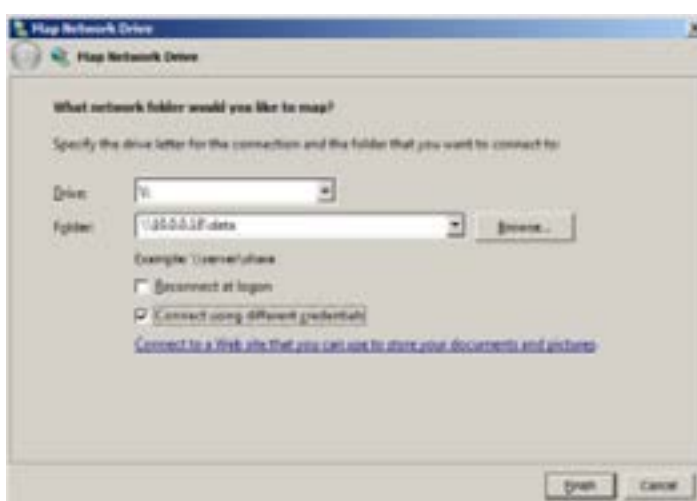 Map Network Drive
Map Network Drive
What network folder would you like to map?
Specify the drive letter for the connection and the folder that you want to connect to:
Drive:
Folder: Browse...
Example: \\server\share
Reconnect at logon
Connect using different credentials
Connect to a Web site that you can use to store your documents and pictures
Finish Cancel